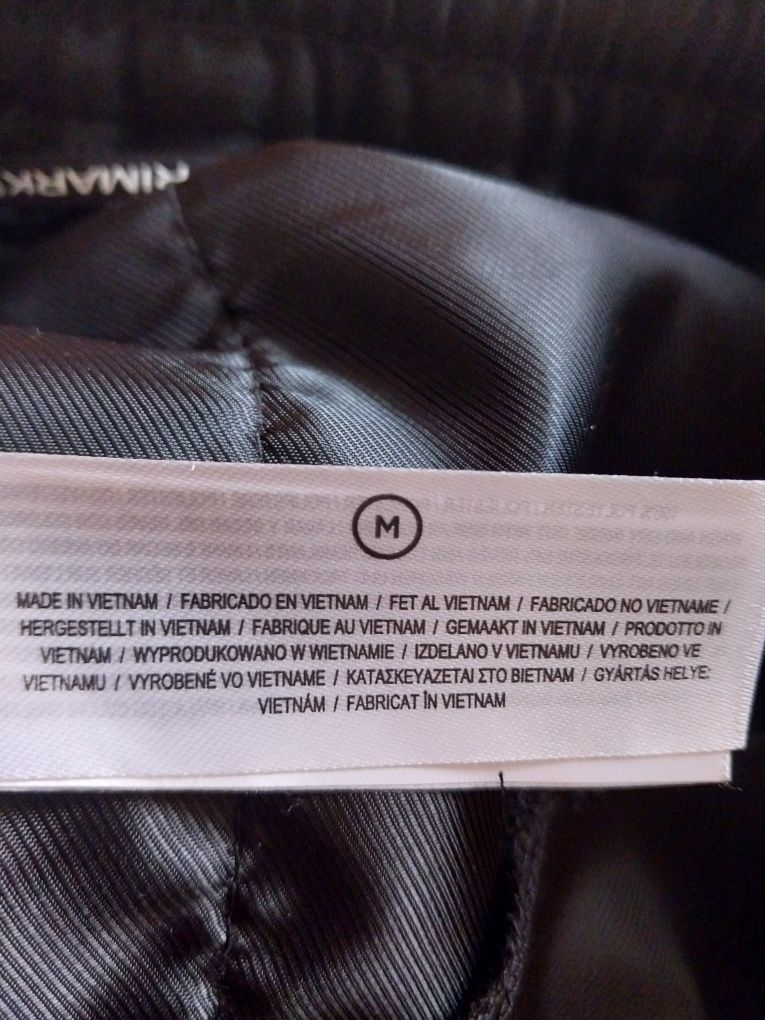 RIMARK
M
MADE IN VIETNAM / FABRICADO EN VIETNAM / FET AL VIETNAM / FABRICADO NO VIETNAME /
HERGESTELLT IN VIETNAM / FABRIQUE AU VIETNAM / GEMAAKT IN VIETNAM / PRODOTTO IN
VIETNAM / WYPRODUKOWANO W WIETNAMIE / IZDELANO V VIETNAMU / VYROBENO VE
VIETNAMU / VYROBENÉ VO VIETNAME / ΚΑΤΑΣΚΕΥΑΖΕΤΑΙ ΣΤΟ ΒΙΕΤΝΑΜ / GYÁRTÁS HELYE:
VIETNÁM / FABRICAT ÎN VIETNAM